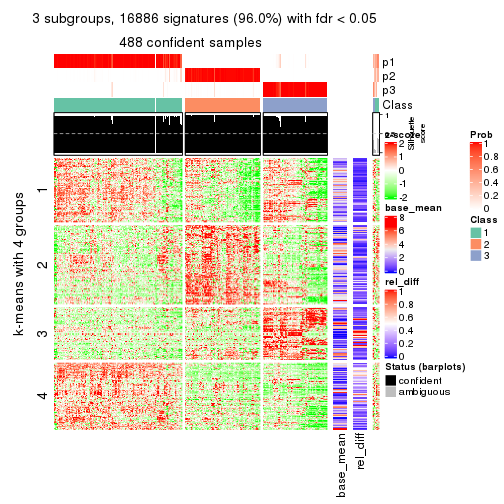 3 subgroups, 16886 signatures (96.0%) with fdr < 0.05
488 confident samples
p1
p2
p3
Class
1
0.5
0
Silhouette
score
k-means with 4 groups
1
2
3
4
base_mean
rel_diff
z-score
2
1
0
-1
-2
base_mean
8
6
4
2
0
rel_diff
1
0.8
0.6
0.4
0.2
0
Status (barplots)
confident
ambiguous
Prob
1
0.8
0.6
0.4
0.2
0
Class
1
2
3